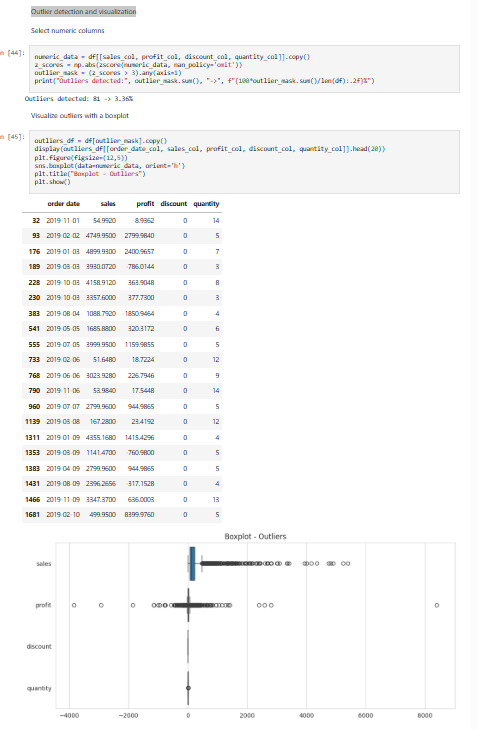 Outlier detection and visualization
Select numeric columns
n [44]:
numeric_data = df[[sales_col, profit_col, discount_col, quantity_col]].copy()
z_scores = np.abs(zscore(numeric_data, nan_policy='omit'))
outlier_mask = (z_scores > 3).any(axis=1)
print("Outliers detected:", outlier_mask.sum(), "->", f"{100*outlier_mask.sum()/len(df):.2f}%")
Outliers detected: 81 -> 3.36%
Visualize outliers with a boxplot
n [45]:
outliers_df = df[outlier_mask].copy()
display(outliers_df[[order_date_col, sales_col, profit_col, discount_col, quantity_col]].head(20))
plt.figure(figsize=(12,5))
sns.boxplot(data=numeric_data, orient='h')
plt.title("Boxplot - Outliers")
plt.show()
order date sales profit discount quantity
32 2019-11-01 54.9920 8.9362 0 14
93 2019-02-02 4749.9500 2799.9840 0 5
176 2019-01-03 4899.9300 2400.9657 0 7
189 2019-03-03 3930.0720 -786.0144 0 3
228 2019-10-03 4158.9120 363.9048 0 8
230 2019-10-03 3357.6000 377.7300 0 3
383 2019-08-04 1088.7920 -1850.9464 0 4
541 2019-05-05 1685.8800 320.3172 0 6
555 2019-07-05 3999.9500 1159.9855 0 5
733 2019-02-06 51.6480 18.7224 0 12
768 2019-06-06 3023.9280 226.7946 0 9
790 2019-11-06 53.9840 17.5448 0 14
960 2019-07-07 2799.9600 944.9865 0 5
1139 2019-03-08 167.2800 23.4192 0 12
1311 2019-01-09 4355.1680 1415.4296 0 4
1353 2019-03-09 1141.4700 -760.9800 0 5
1383 2019-04-09 2799.9600 944.9865 0 5
1431 2019-08-09 2396.2656 -317.1528 0 4
1466 2019-11-09 3347.3700 636.0003 0 13
1681 2019-02-10 499.9500 8399.9760 0 5
Boxplot - Outliers
sales
profit
discount
quantity
−4000 −2000 0 2000 4000 6000 8000